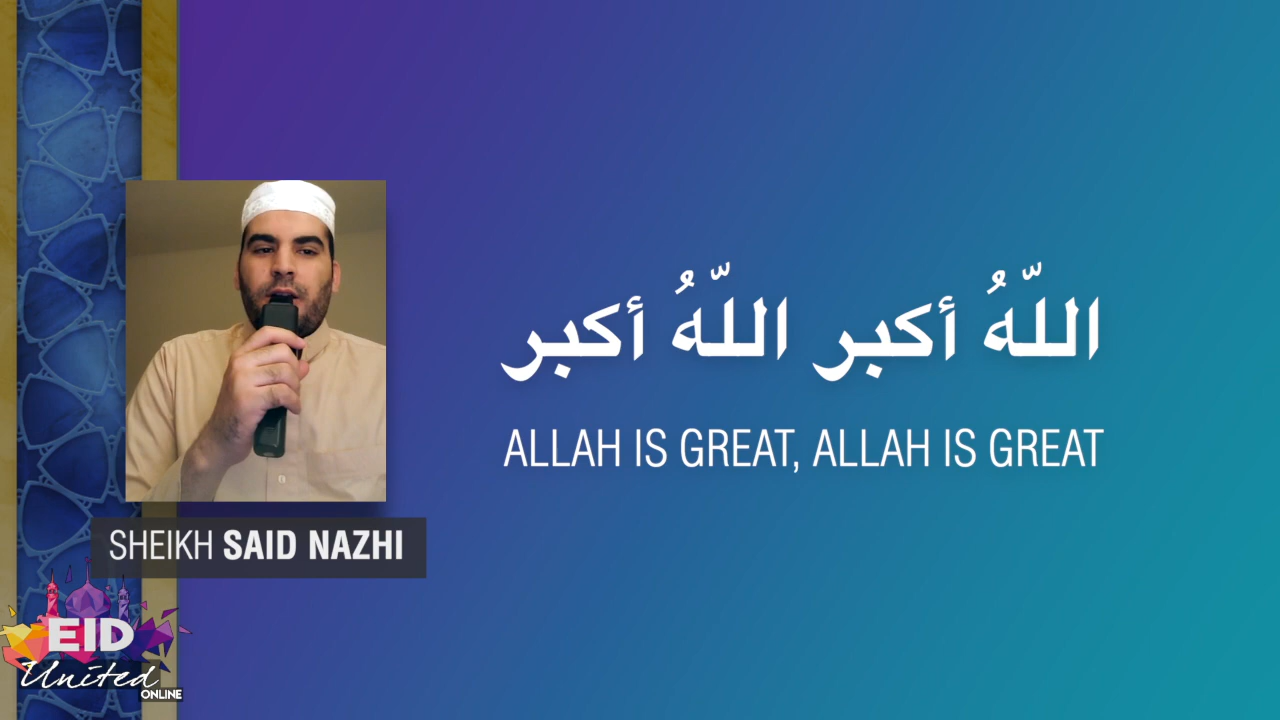 اللّهُ أكبر اللّهُ أكبر
ALLAH IS GREAT, ALLAH IS GREAT
SHEIKH SAID NAZHI
EID
United
ONLINE